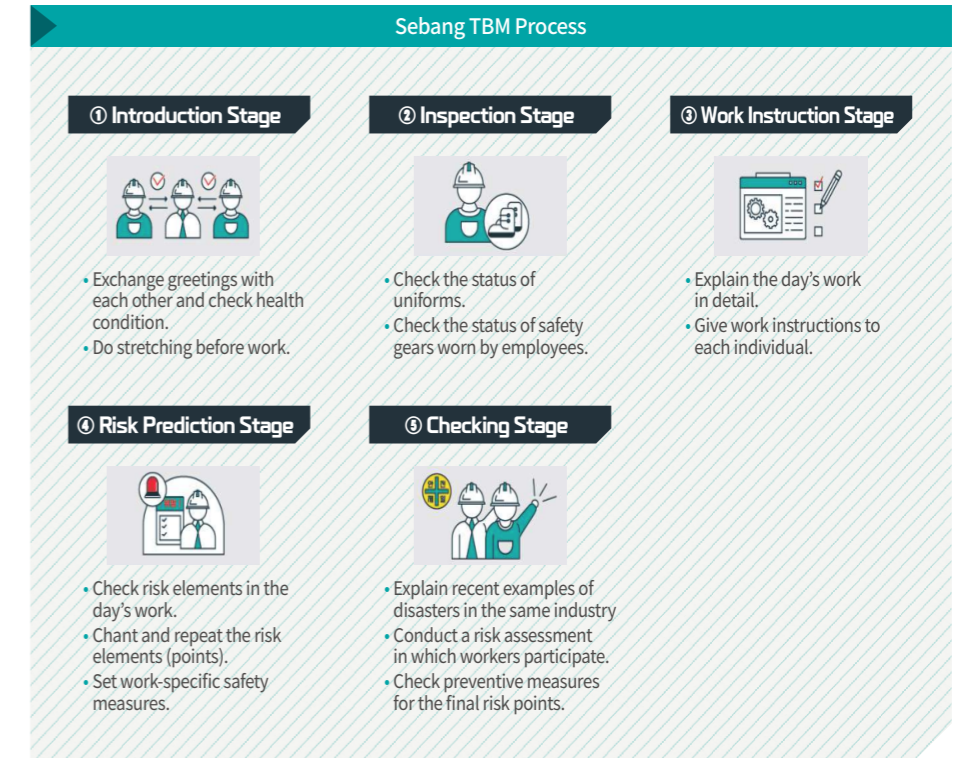 Sebang TBM Process
① Introduction Stage
• Exchange greetings with
each other and check health
condition.
• Do stretching before work.
② Inspection Stage
• Check the status of
uniforms.
• Check the status of safety
gears worn by employees.
③ Work Instruction Stage
• Explain the day's work
in detail.
• Give work instructions to
each individual.
④ Risk Prediction Stage
• Check risk elements in the
day's work.
• Chant and repeat the risk
elements (points).
• Set work-specific safety
measures.
⑤ Checking Stage
• Explain recent examples of
disasters in the same industry
• Conduct a risk assessment
in which workers participate.
• Check preventive measures
for the final risk points.